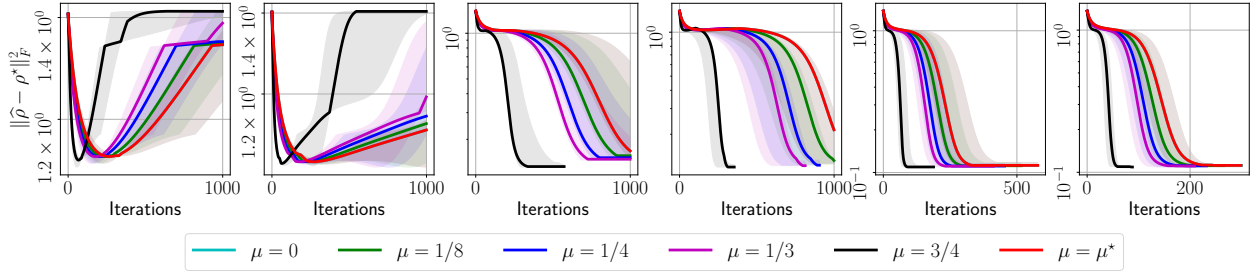 ‖ρ̂ − ρ⋆‖²_F
1.4 × 10⁰
1.2 × 10⁰
10⁰
1.4 × 10⁰
1.2 × 10⁰
10⁰
10⁰
10⁰
10⁰
10⁻¹
10⁰
10⁻¹
0 1000 0 1000 0 1000 0 1000 0 500 0 200
Iterations Iterations Iterations Iterations Iterations Iterations
μ = 0 μ = 1/8 μ = 1/4 μ = 1/3 μ = 3/4 μ = μ⋆